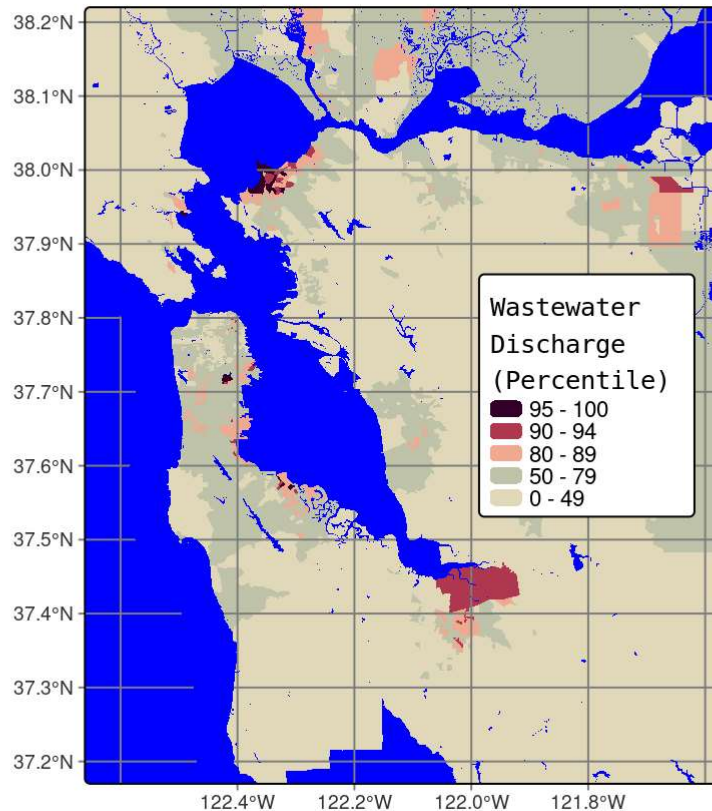 38.2°N
38.1°N
38.0°N
37.9°N
37.8°N
37.7°N
37.6°N
37.5°N
37.4°N
37.3°N
37.2°N
Wastewater
Discharge
(Percentile)
95 - 100
90 - 94
80 - 89
50 - 79
0 - 49
122.4°W 122.2°W 122.0°W 121.8°W